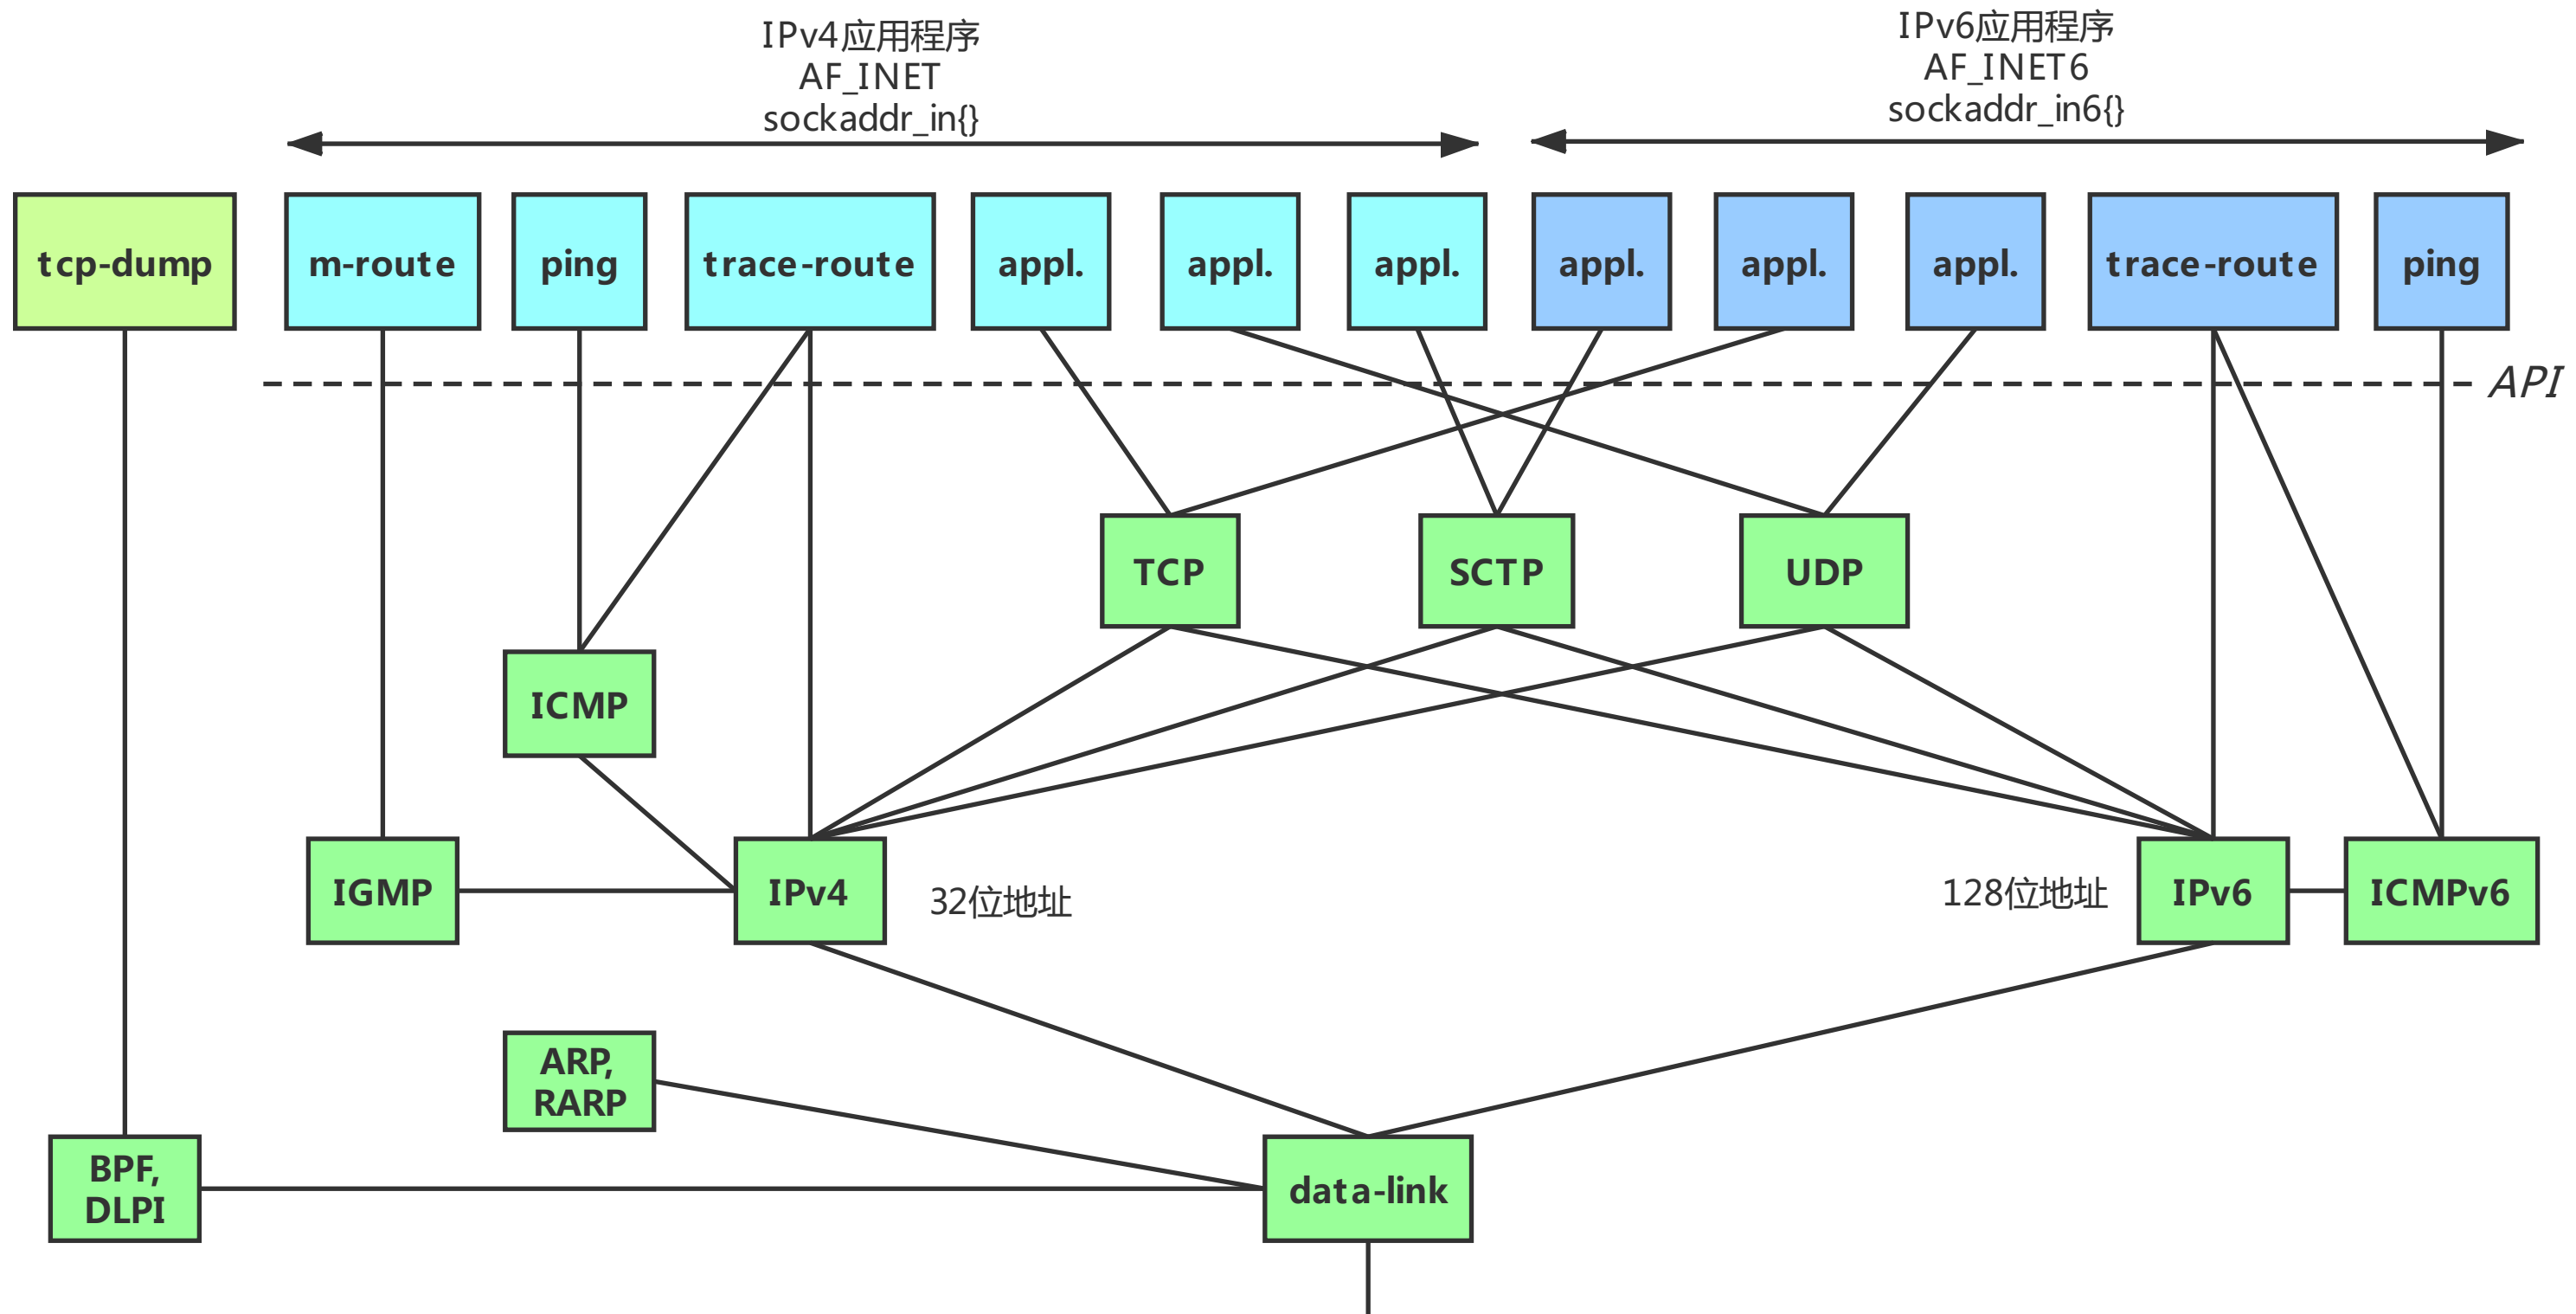 IPv4应用程序
AF_INET
sockaddr_in{}
IPv6应用程序
AF_INET6
sockaddr_in6{}
tcp-dump
m-route
ping
trace-route
appl.
appl.
appl.
appl.
appl.
appl.
trace-route
ping
API
TCP
SCTP
UDP
ICMP
IGMP
IPv4
32位地址
128位地址
IPv6
ICMPv6
ARP,
RARP
BPF,
DLPI
data-link